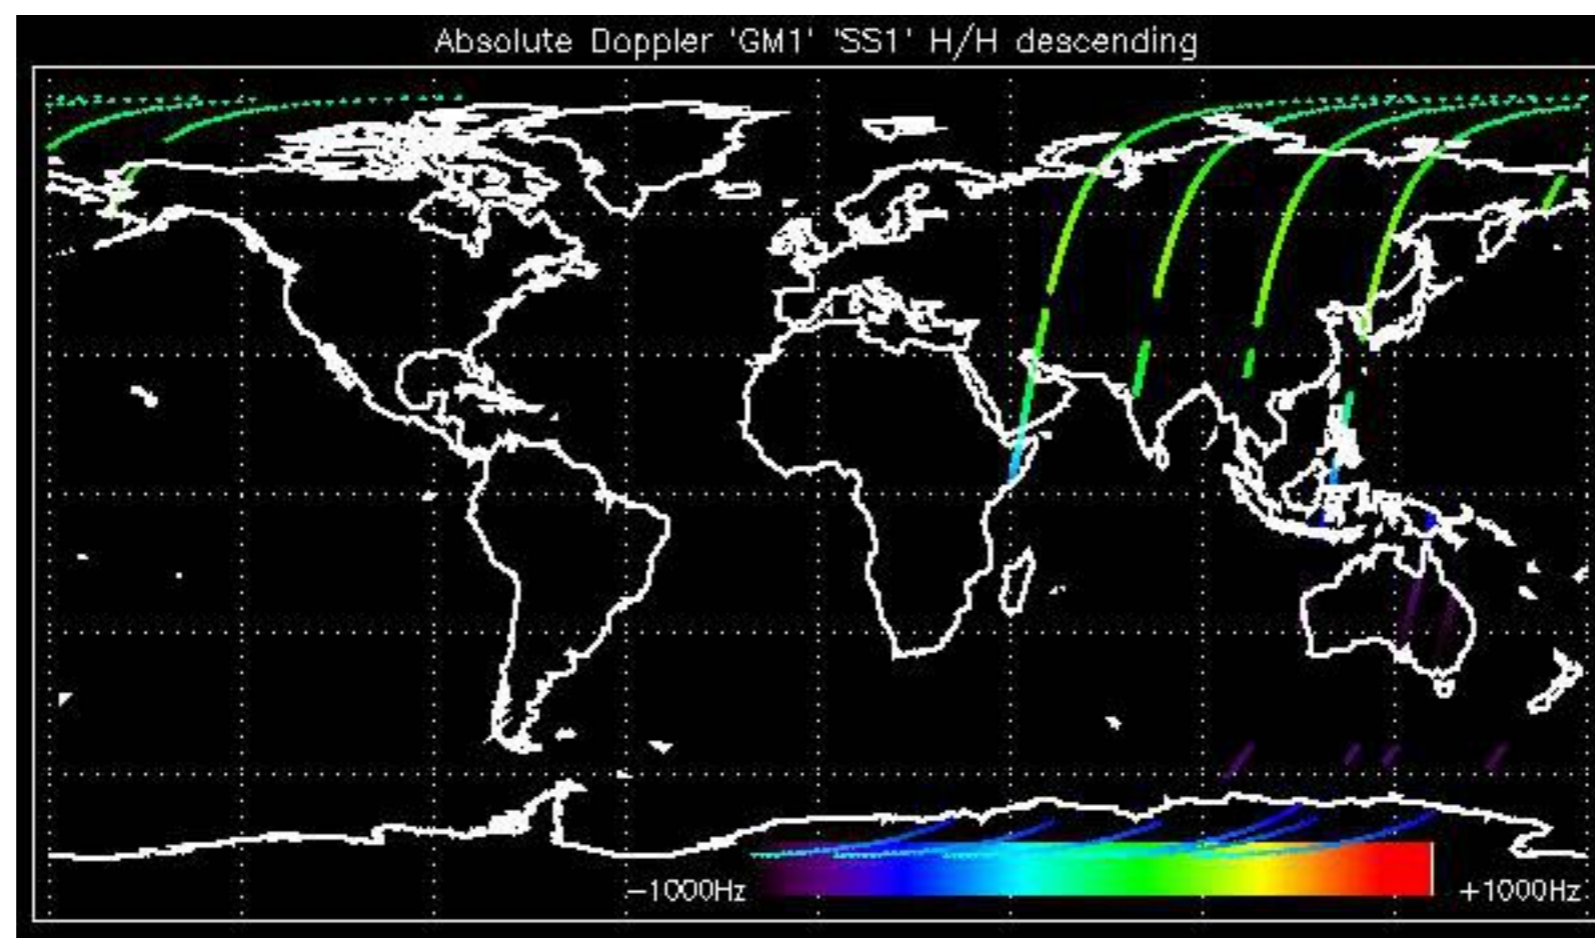 Absolute Doppler 'GM1' 'SS1' H/H descending
−1000Hz
+1000Hz